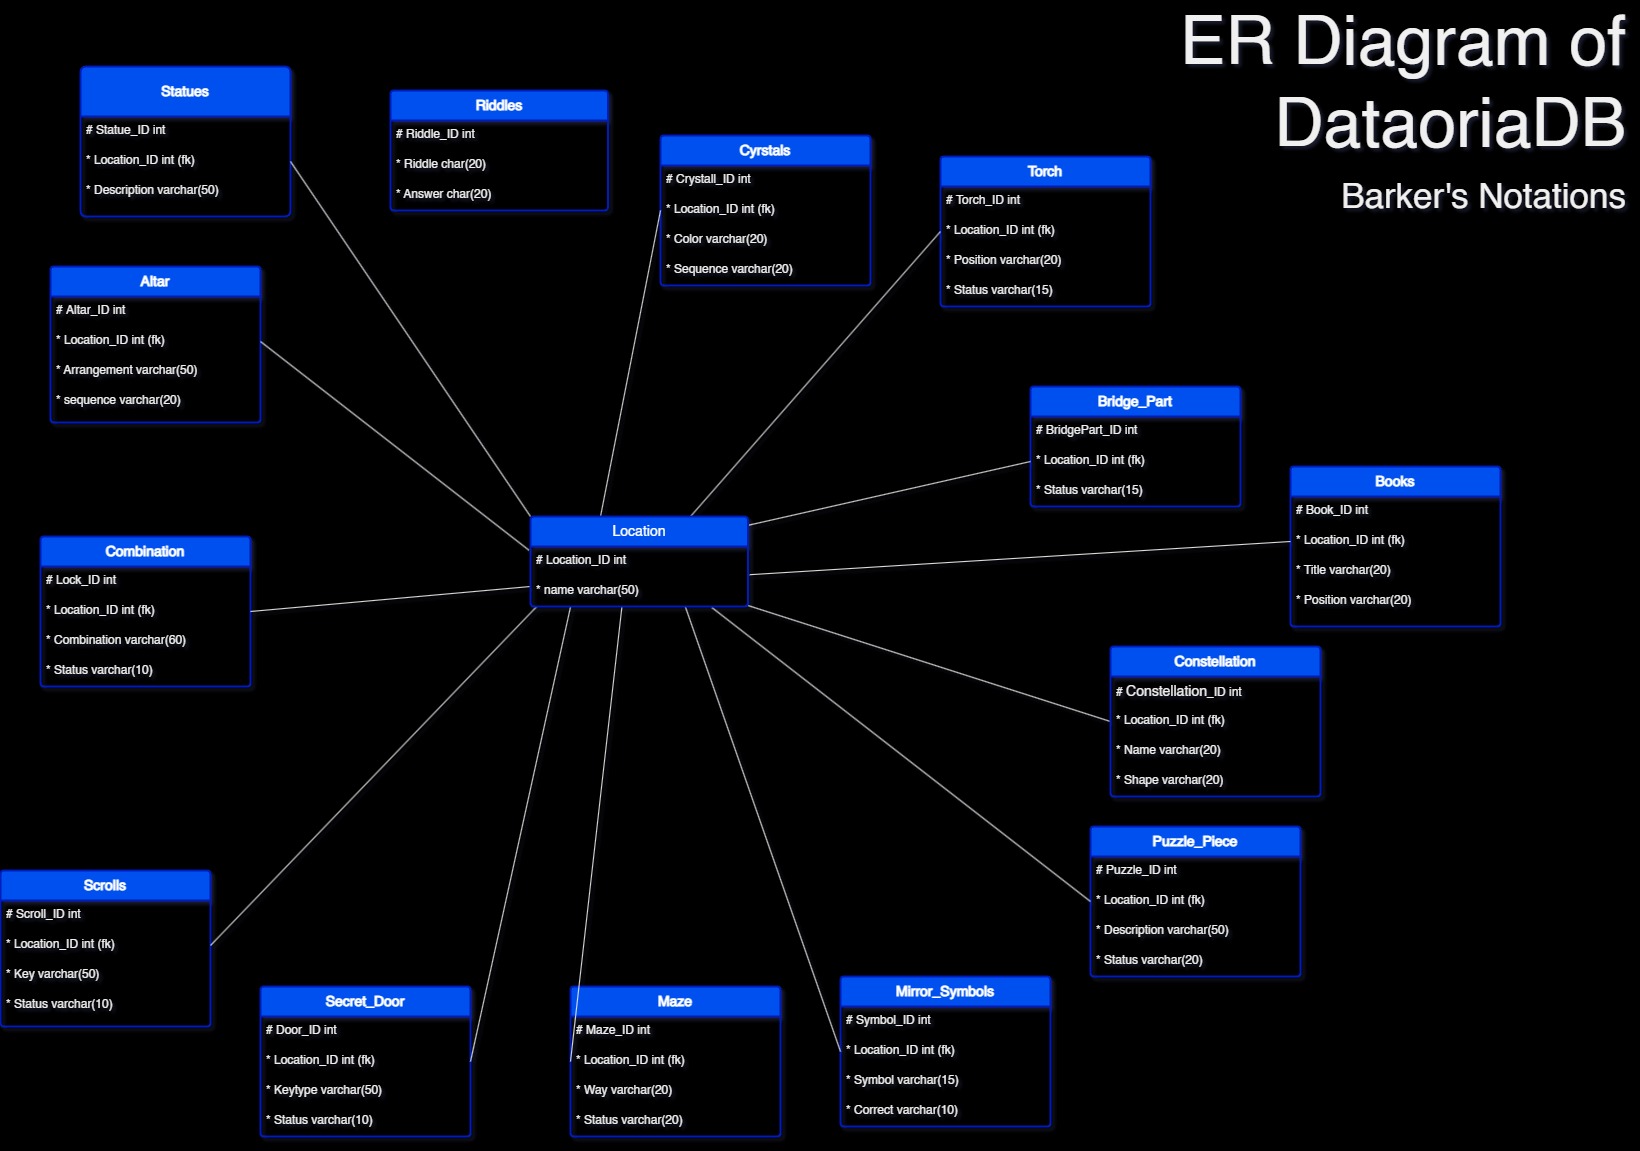 ER Diagram of
DataoriaDB
Barker's Notations
Statues
# Statue_ID int
* Location_ID int (fk)
* Description varchar(50)
Riddles
# Riddle_ID int
* Riddle char(20)
* Answer char(20)
Cyrstals
# Crystall_ID int
* Location_ID int (fk)
* Color varchar(20)
* Sequence varchar(20)
Torch
# Torch_ID int
* Location_ID int (fk)
* Position varchar(20)
* Status varchar(15)
Altar
# Altar_ID int
* Location_ID int (fk)
* Arrangement varchar(50)
* sequence varchar(20)
Bridge_Part
# BridgePart_ID int
* Location_ID int (fk)
* Status varchar(15)
Books
# Book_ID int
* Location_ID int (fk)
* Title varchar(20)
* Position varchar(20)
Location
# Location_ID int
* name varchar(50)
Combination
# Lock_ID int
* Location_ID int (fk)
* Combination varchar(60)
* Status varchar(10)
Constellation
# Constellation_ID int
* Location_ID int (fk)
* Name varchar(20)
* Shape varchar(20)
Puzzle_Piece
# Puzzle_ID int
* Location_ID int (fk)
* Description varchar(50)
* Status varchar(20)
Scrolls
# Scroll_ID int
* Location_ID int (fk)
* Key varchar(50)
* Status varchar(10)
Secret_Door
# Door_ID int
* Location_ID int (fk)
* Keytype varchar(50)
* Status varchar(10)
Maze
# Maze_ID int
* Location_ID int (fk)
* Way varchar(20)
* Status varchar(20)
Mirror_Symbols
# Symbol_ID int
* Location_ID int (fk)
* Symbol varchar(15)
* Correct varchar(10)